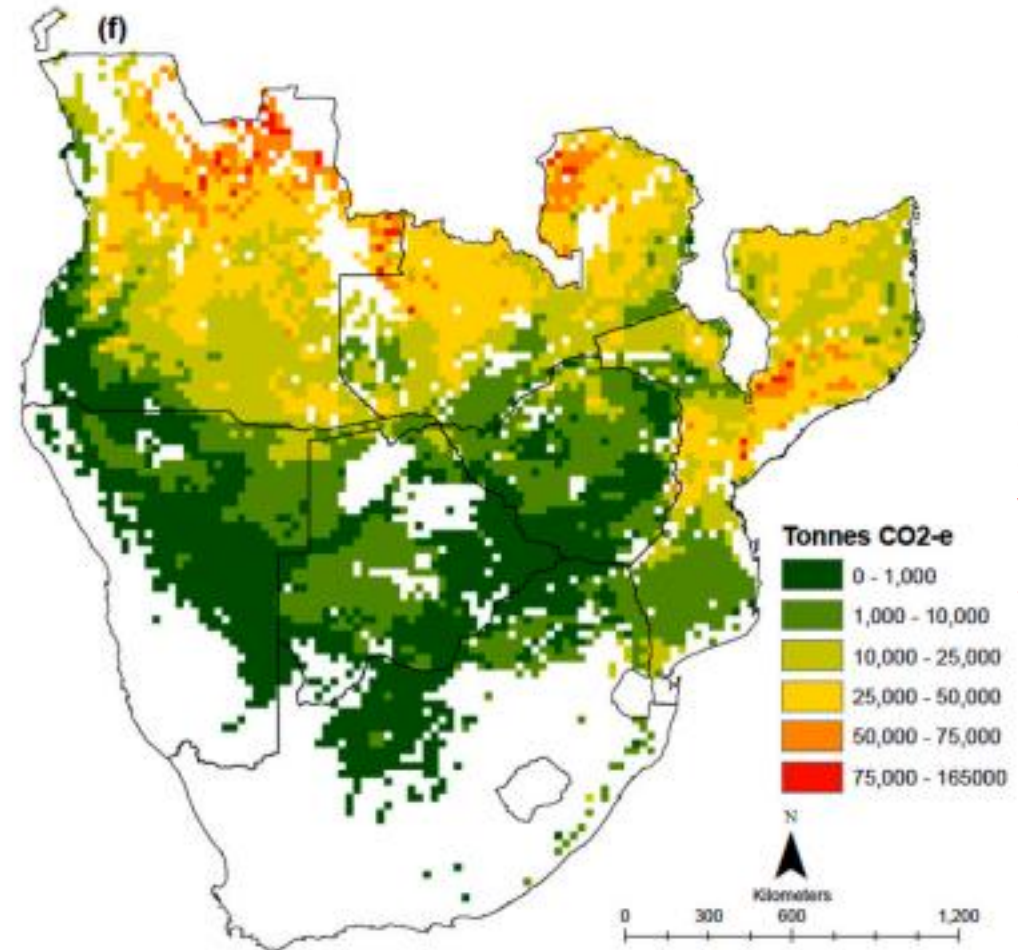 (f)
Tonnes CO2-e
0 - 1,000
1,000 - 10,000
10,000 - 25,000
25,000 - 50,000
50,000 - 75,000
75,000 - 165000
N
Kilometers
0 300 600 1,200